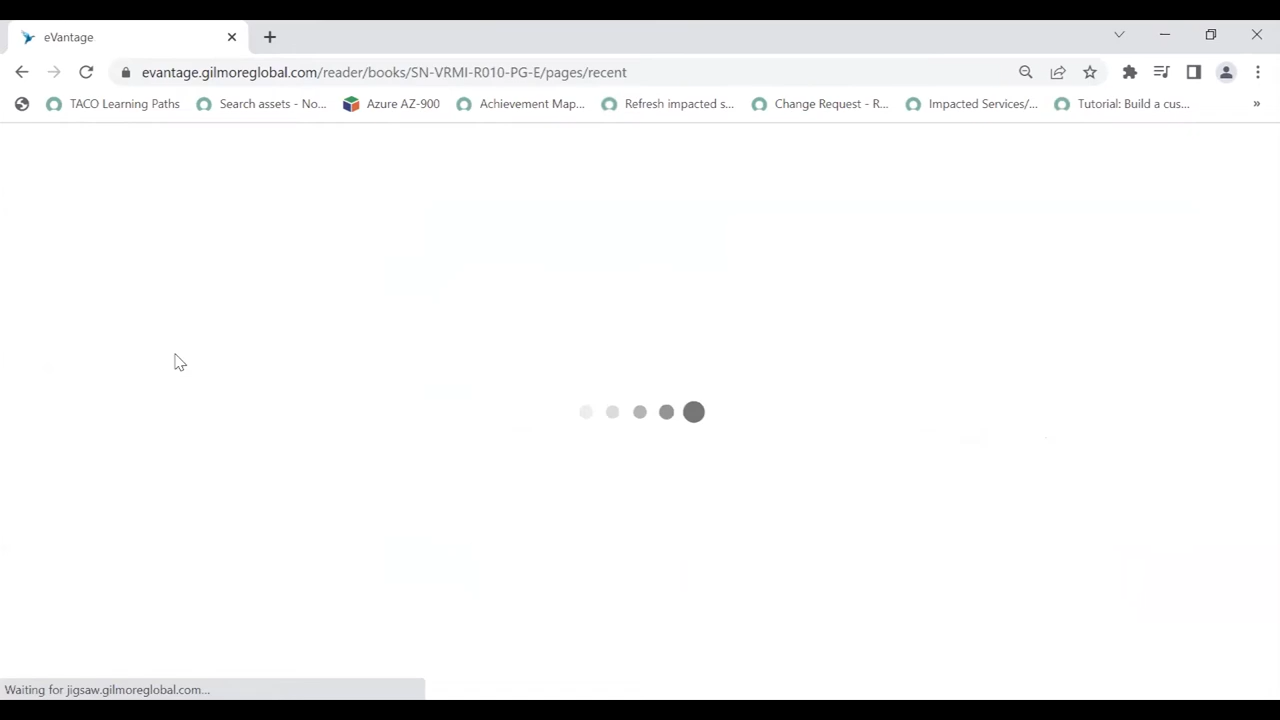 eVantage
evantage.gilmoreglobal.com/reader/books/SN-VRMI-R010-PG-E/pages/recent
TACO Learning Paths Search assets - No... Azure AZ-900 Achievement Map... Refresh impacted s... Change Request - R... Impacted Services/... Tutorial: Build a cus... »
Waiting for jigsaw.gilmoreglobal.com...